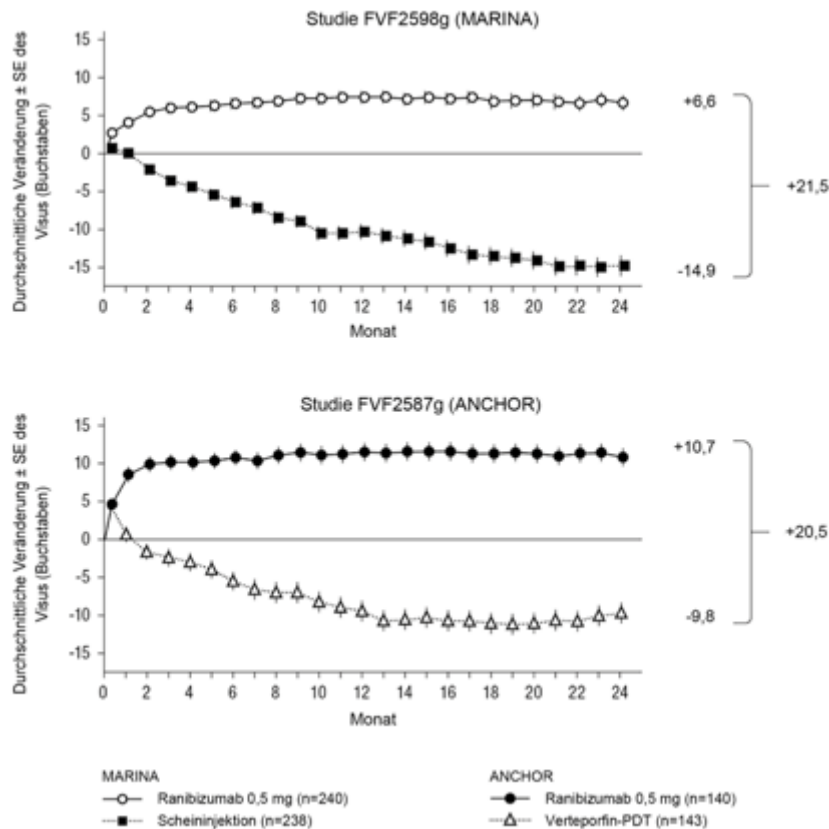 Studie FVF2598g (MARINA)
Durchschnittliche Veränderung ± SE des
Visus (Buchstaben)
15
10
5
0
-5
-10
-15
0 2 4 6 8 10 12 14 16 18 20 22 24
Monat
+6,6
+21,5
-14,9
Studie FVF2587g (ANCHOR)
Durchschnittliche Veränderung ± SE des
Visus (Buchstaben)
15
10
5
0
-5
-10
-15
0 2 4 6 8 10 12 14 16 18 20 22 24
Monat
+10,7
+20,5
-9,8
MARINA
Ranibizumab 0,5 mg (n=240)
Scheininjektion (n=238)
ANCHOR
Ranibizumab 0,5 mg (n=140)
Verteporfin-PDT (n=143)